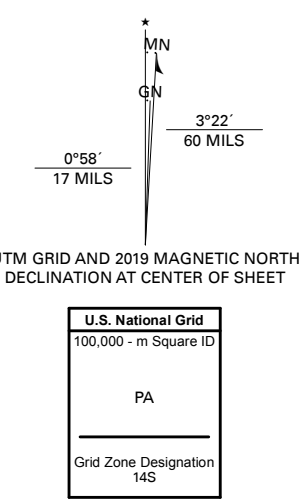 MN
GN
3°22´
60 MILS
0°58´
17 MILS
UTM GRID AND 2019 MAGNETIC NORTH
DECLINATION AT CENTER OF SHEET
U.S. National Grid
100,000 - m Square ID
PA
Grid Zone Designation
14S